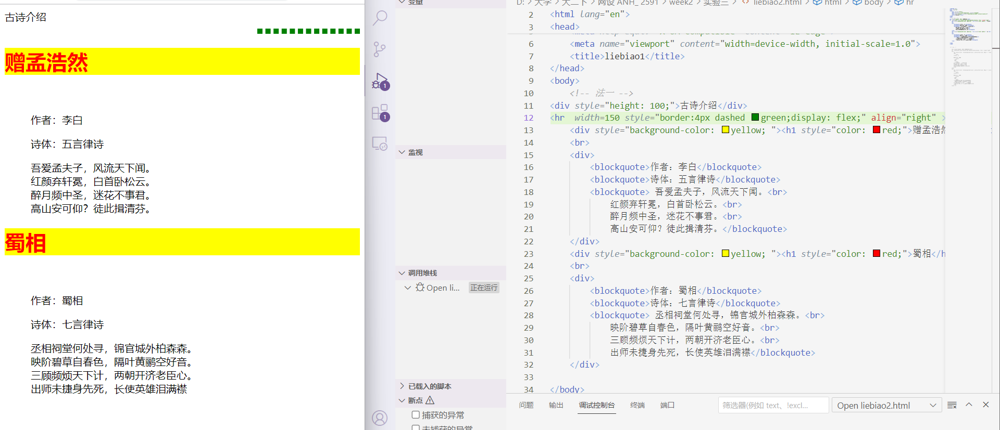 古诗介绍
赠孟浩然
作者：李白
诗体：五言律诗
吾爱孟夫子，风流天下闻。
红颜弃轩冕，白首卧松云。
醉月频中圣，迷花不事君。
高山安可仰？徒此揖清芬。
蜀相
作者：蜀相
诗体：七言律诗
丞相祠堂何处寻，锦官城外柏森森。
映阶碧草自春色，隔叶黄鹂空好音。
三顾频烦天下计，两朝开济老臣心。
出师未捷身先死，长使英雄泪满襟
1
1
变量
监视
调用堆栈
Open li...
正在运行
已载入的脚本
断点
捕获的异常
未捕获的异常
D: > 大学 > 大二下 > 网设 ANH_ 2591 > week2 > 实验三 > <> liebiao2.html > html > body > hr
2 <html lang="en">
3 <head>
6 <meta name="viewport" content="width=device-width, initial-scale=1.0">
7 <title>liebiao1</title>
8 </head>
9 <body>
10 <!-- 法一 -->
11 <div style="height: 100;">古诗介绍</div>
12 <hr  width=150 style="border:4px dashed green;display: flex;" align="right" >
13 <div style="background-color: yellow; "><h1 style="color: red;">赠孟浩然
14 <br>
15 <div>
16 <blockquote>作者：李白</blockquote>
17 <blockquote>诗体：五言律诗</blockquote>
18 <blockquote> 吾爱孟夫子，风流天下闻。<br>
19 红颜弃轩冕，白首卧松云。<br>
20 醉月频中圣，迷花不事君。<br>
21 高山安可仰？徒此揖清芬。</blockquote>
22 </div>
23 <div style="background-color: yellow; "><h1 style="color: red;">蜀相</h
24 <br>
25 <div>
26 <blockquote>作者：蜀相</blockquote>
27 <blockquote>诗体：七言律诗</blockquote>
28 <blockquote> 丞相祠堂何处寻，锦官城外柏森森。<br>
29 映阶碧草自春色，隔叶黄鹂空好音。<br>
30 三顾频烦天下计，两朝开济老臣心。<br>
31 出师未捷身先死，长使英雄泪满襟</blockquote>
32 </div>
33
34 </body>
问题 输出 调试控制台 终端 端口 筛选器(例如 text、!excl... Open liebiao2.html